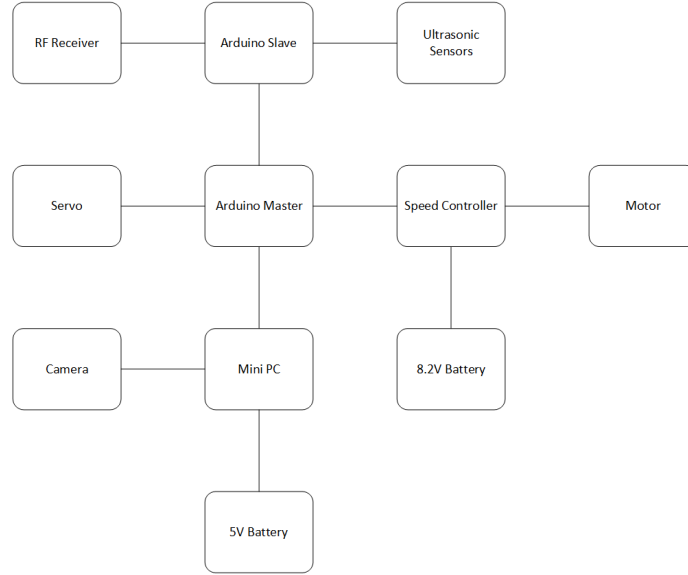 RF Receiver
Arduino Slave
Ultrasonic
Sensors
Servo
Arduino Master
Speed Controller
Motor
Camera
Mini PC
8.2V Battery
5V Battery